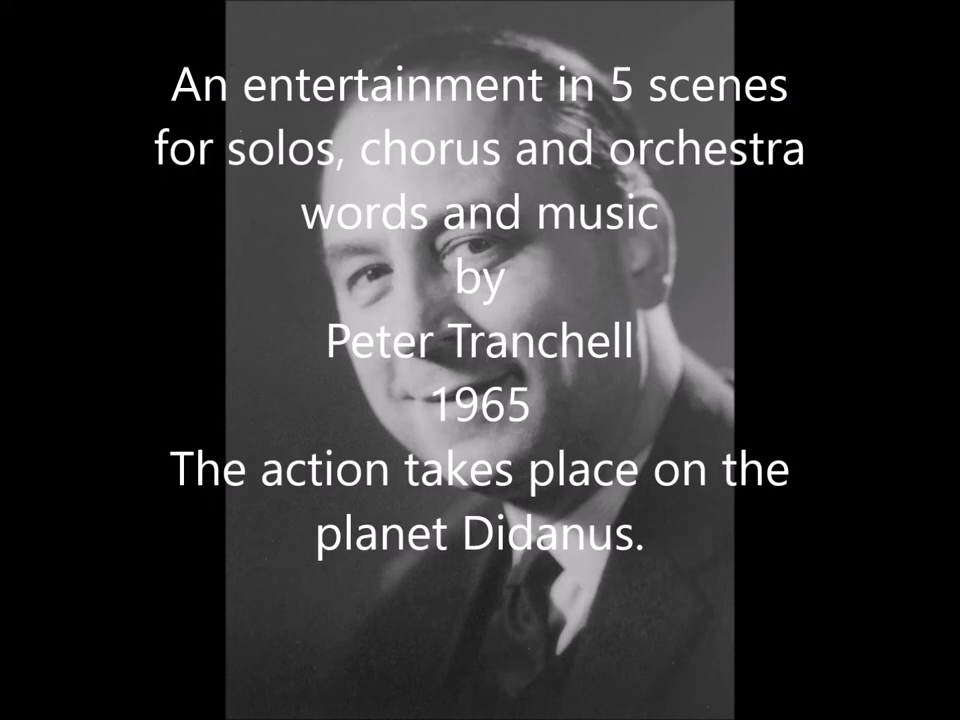 An entertainment in 5 scenes
for solos, chorus and orchestra
words and music
by
Peter Tranchell
1965
The action takes place on the
planet Didanus.